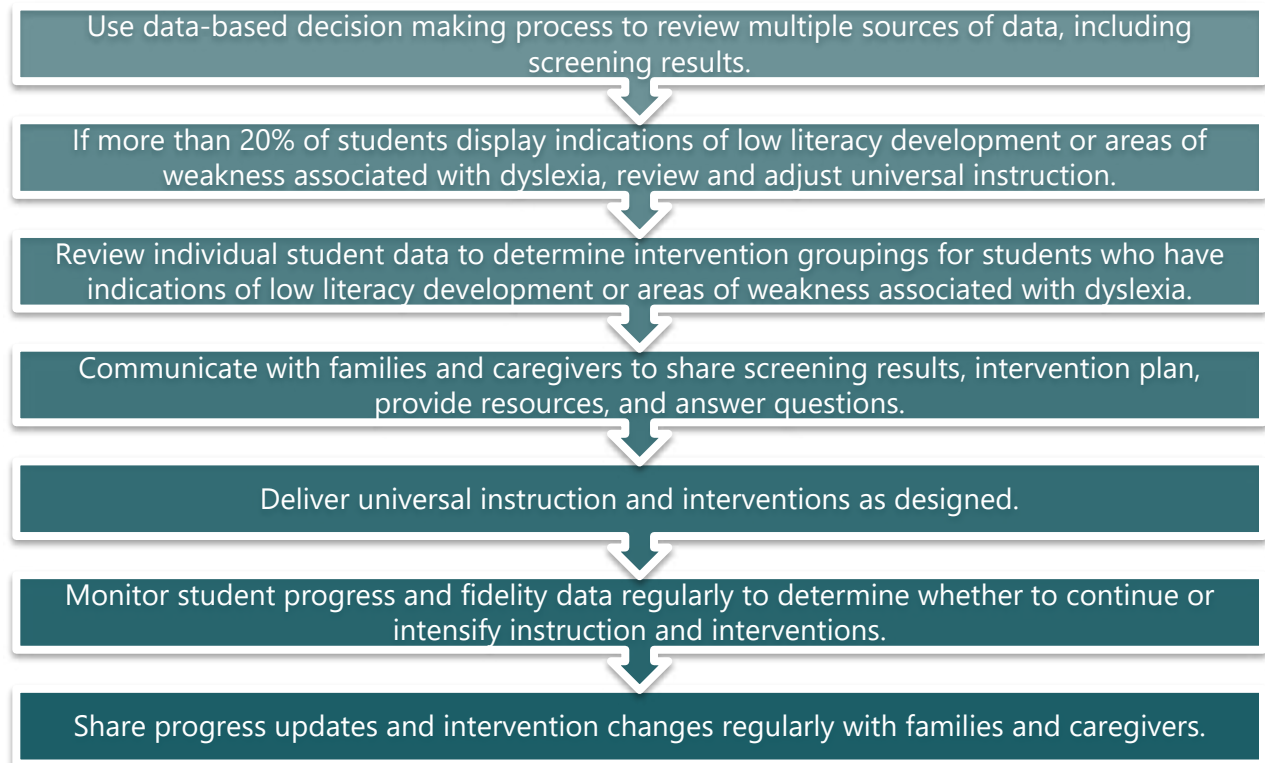 Use data-based decision making process to review multiple sources of data, including
screening results.
If more than 20% of students display indications of low literacy development or areas of
weakness associated with dyslexia, review and adjust universal instruction.
Review individual student data to determine intervention groupings for students who have
indications of low literacy development or areas of weakness associated with dyslexia.
Communicate with families and caregivers to share screening results, intervention plan,
provide resources, and answer questions.
Deliver universal instruction and interventions as designed.
Monitor student progress and fidelity data regularly to determine whether to continue or
intensify instruction and interventions.
Share progress updates and intervention changes regularly with families and caregivers.